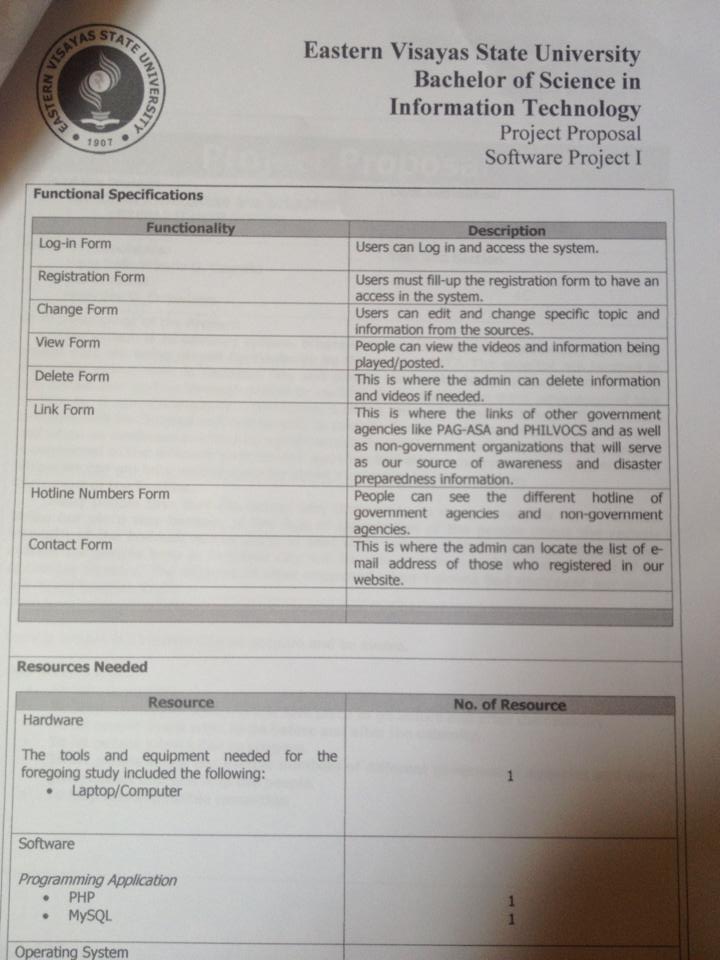 EASTERN VISAYAS STATE UNIVERSITY
• 1907 •
Eastern Visayas State University
Bachelor of Science in
Information Technology
Project Proposal
Software Project I
Functional Specifications
Functionality Description
Log-in Form Users can Log in and access the system.
Registration Form Users must fill-up the registration form to have an
access in the system.
Change Form Users can edit and change specific topic and
information from the sources.
View Form People can view the videos and information being
played/posted.
Delete Form This is where the admin can delete information
and videos if needed.
Link Form This is where the links of other government
agencies like PAG-ASA and PHILVOCS and as well
as non-government organizations that will serve
as our source of awareness and disaster
preparedness information.
Hotline Numbers Form People can see the different hotline of
government agencies and non-government
agencies.
Contact Form This is where the admin can locate the list of e-
mail address of those who registered in our
website.
Resources Needed
Resource No. of Resource
Hardware
The tools and equipment needed for the
foregoing study included the following: 1
• Laptop/Computer
Software
Programming Application
• PHP 1
• MySQL 1
Operating System